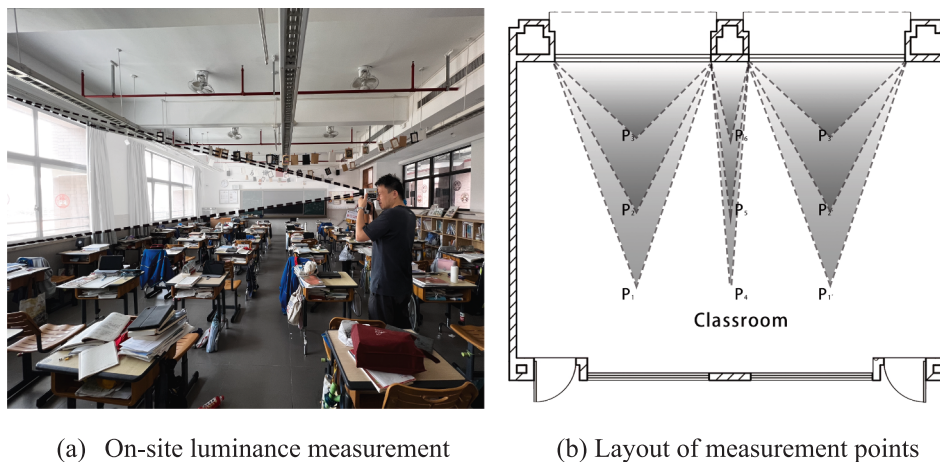 P₃ P₆ P₃
P₂ P₅ P₂
P₁ P₄ P₁
Classroom
(a) On-site luminance measurement
(b) Layout of measurement points